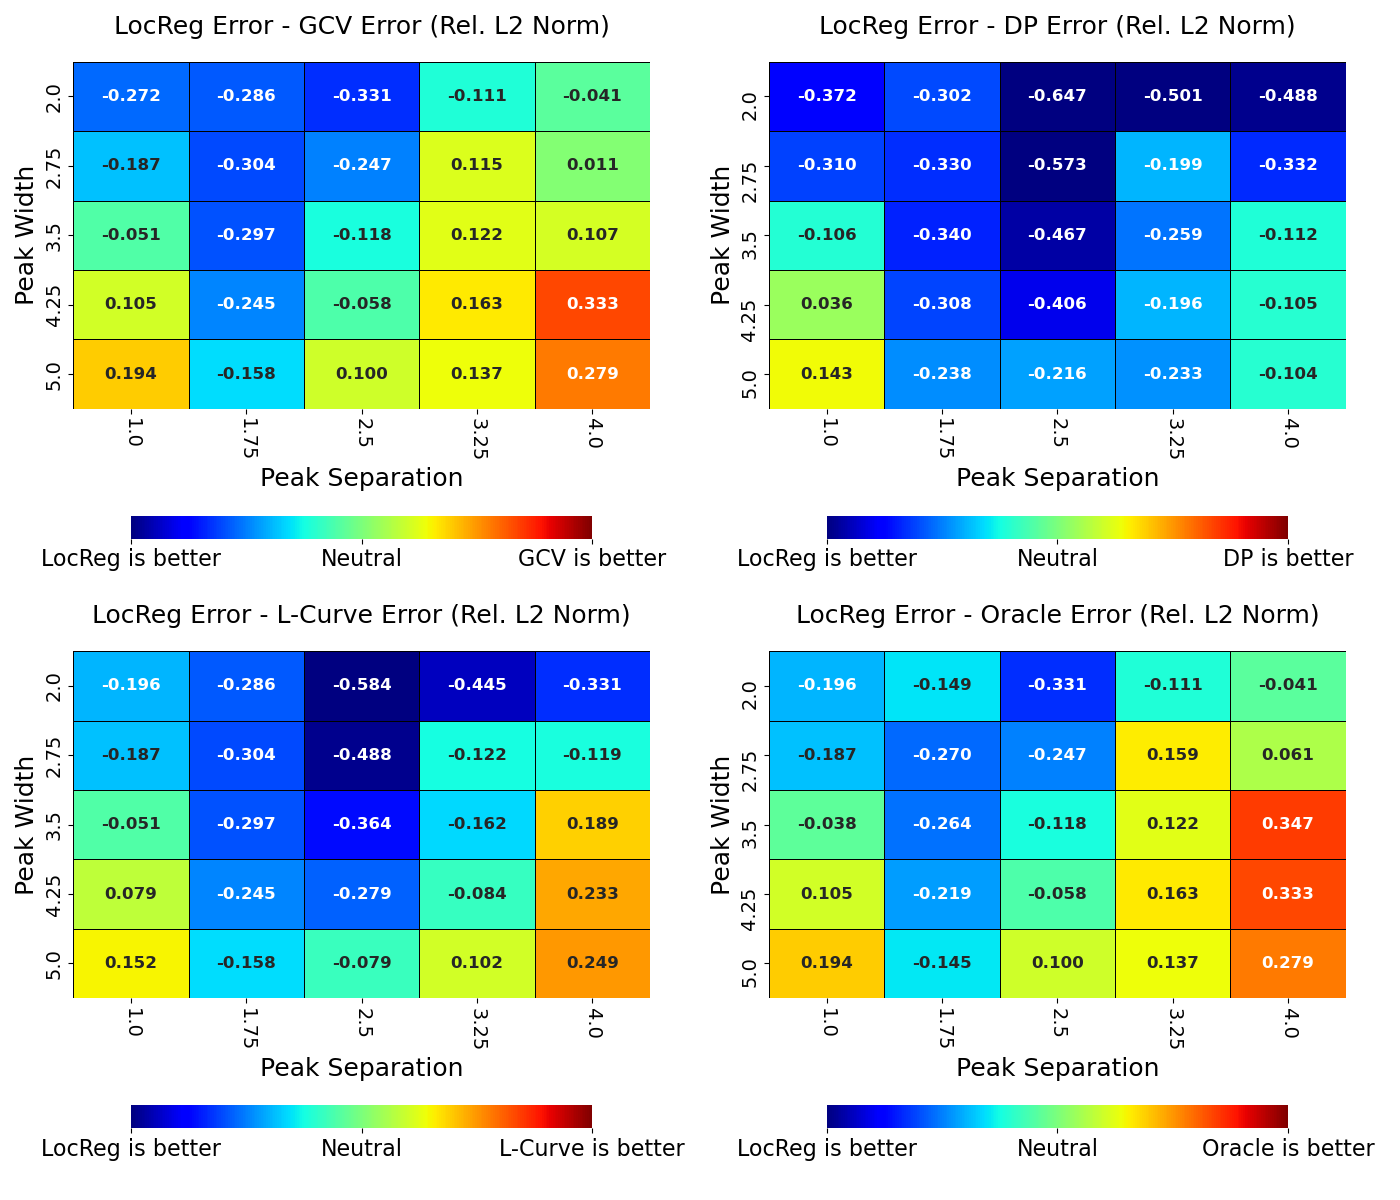 LocReg Error - GCV Error (Rel. L2 Norm)
Peak Width
2.0 -0.272 -0.286 -0.331 -0.111 -0.041
2.75 -0.187 -0.304 -0.247 0.115 0.011
3.5 -0.051 -0.297 -0.118 0.122 0.107
4.25 0.105 -0.245 -0.058 0.163 0.333
5.0 0.194 -0.158 0.100 0.137 0.279
1.0 1.75 2.5 3.25 4.0
Peak Separation
LocReg is better Neutral GCV is better
LocReg Error - DP Error (Rel. L2 Norm)
Peak Width
2.0 -0.372 -0.302 -0.647 -0.501 -0.488
2.75 -0.310 -0.330 -0.573 -0.199 -0.332
3.5 -0.106 -0.340 -0.467 -0.259 -0.112
4.25 0.036 -0.308 -0.406 -0.196 -0.105
5.0 0.143 -0.238 -0.216 -0.233 -0.104
1.0 1.75 2.5 3.25 4.0
Peak Separation
LocReg is better Neutral DP is better
LocReg Error - L-Curve Error (Rel. L2 Norm)
Peak Width
2.0 -0.196 -0.286 -0.584 -0.445 -0.331
2.75 -0.187 -0.304 -0.488 -0.122 -0.119
3.5 -0.051 -0.297 -0.364 -0.162 0.189
4.25 0.079 -0.245 -0.279 -0.084 0.233
5.0 0.152 -0.158 -0.079 0.102 0.249
1.0 1.75 2.5 3.25 4.0
Peak Separation
LocReg is better Neutral L-Curve is better
LocReg Error - Oracle Error (Rel. L2 Norm)
Peak Width
2.0 -0.196 -0.149 -0.331 -0.111 -0.041
2.75 -0.187 -0.270 -0.247 0.159 0.061
3.5 -0.038 -0.264 -0.118 0.122 0.347
4.25 0.105 -0.219 -0.058 0.163 0.333
5.0 0.194 -0.145 0.100 0.137 0.279
1.0 1.75 2.5 3.25 4.0
Peak Separation
LocReg is better Neutral Oracle is better